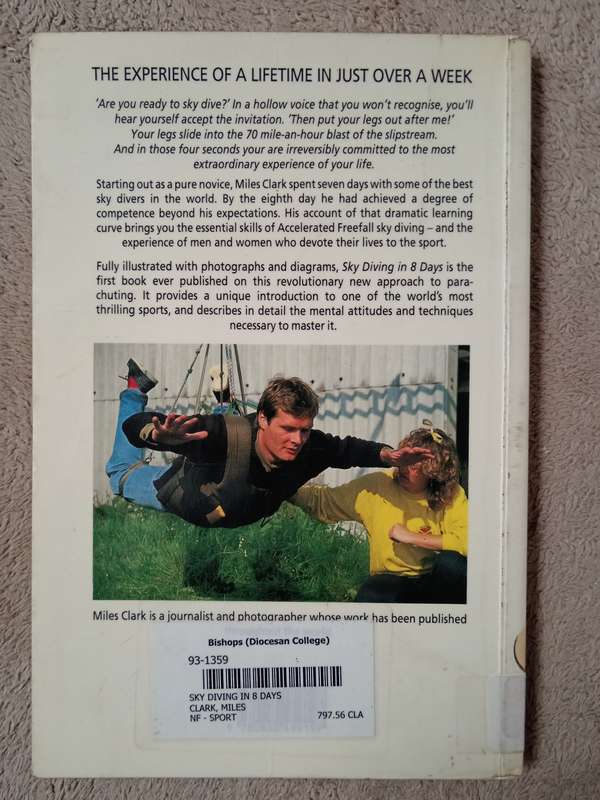 THE EXPERIENCE OF A LIFETIME IN JUST OVER A WEEK
'Are you ready to sky dive?' In a hollow voice that you won't recognise, you'll
hear yourself accept the invitation. 'Then put your legs out after me!'
Your legs slide into the 70 mile-an-hour blast of the slipstream.
And in those four seconds your are irreversibly committed to the most
extraordinary experience of your life.
Starting out as a pure novice, Miles Clark spent seven days with some of the best
sky divers in the world. By the eighth day he had achieved a degree of
competence beyond his expectations. His account of that dramatic learning
curve brings you the essential skills of Accelerated Freefall sky diving – and the
experience of men and women who devote their lives to the sport.
Fully illustrated with photographs and diagrams, Sky Diving in 8 Days is the
first book ever published on this revolutionary new approach to para-
chuting. It provides a unique introduction to one of the world's most
thrilling sports, and describes in detail the mental attitudes and techniques
necessary to master it.
Miles Clark is a journalist and photographer whose work has been published
Bishops (Diocesan College)
93-1359
SKY DIVING IN 8 DAYS
CLARK, MILES
NF - SPORT 797.56 CLA